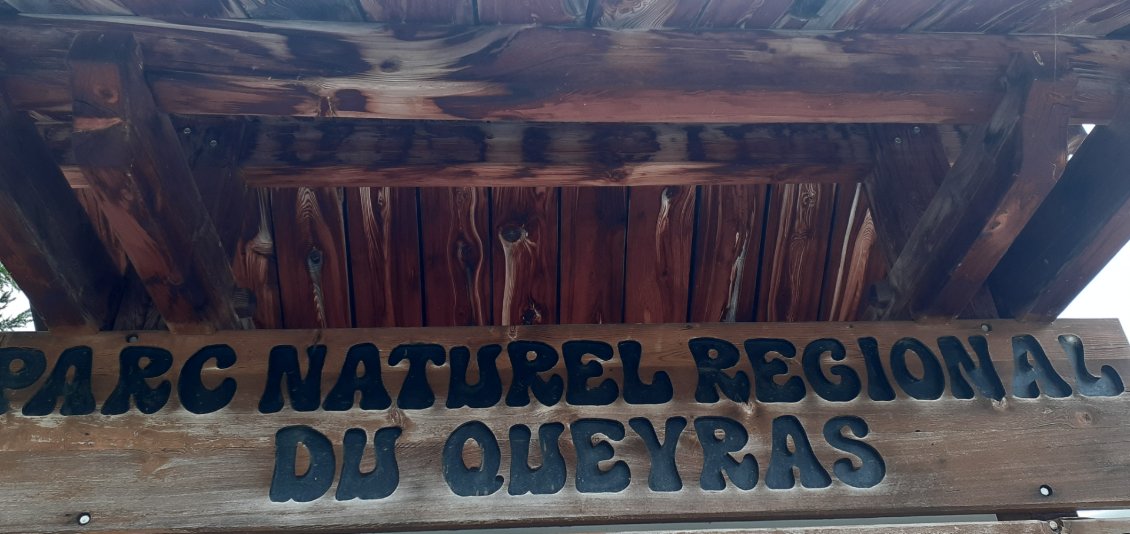 PARC NATUREL REGIONAL
DU QUEYRAS